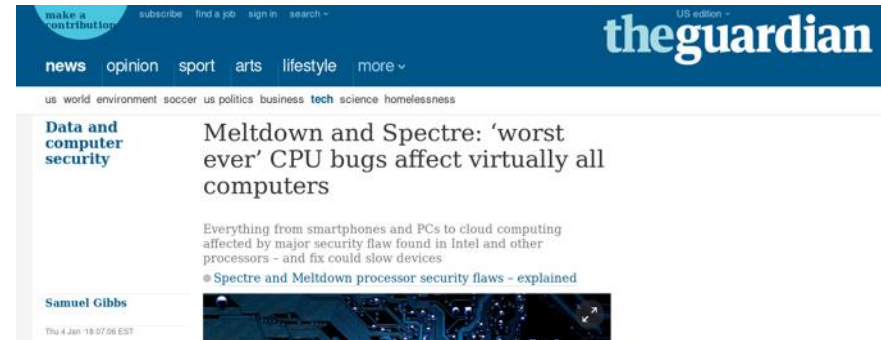 make a
contribution
subscribe find a job sign in search
US edition
theguardian
news opinion sport arts lifestyle more
us world environment soccer us politics business tech science homelessness
Data and
computer
security
Meltdown and Spectre: ‘worst
ever’ CPU bugs affect virtually all
computers
Everything from smartphones and PCs to cloud computing
affected by major security flaw found in Intel and other
processors – and fix could slow devices
Spectre and Meltdown processor security flaws – explained
Samuel Gibbs
Thu 4 Jan ‘18 07.06 EST